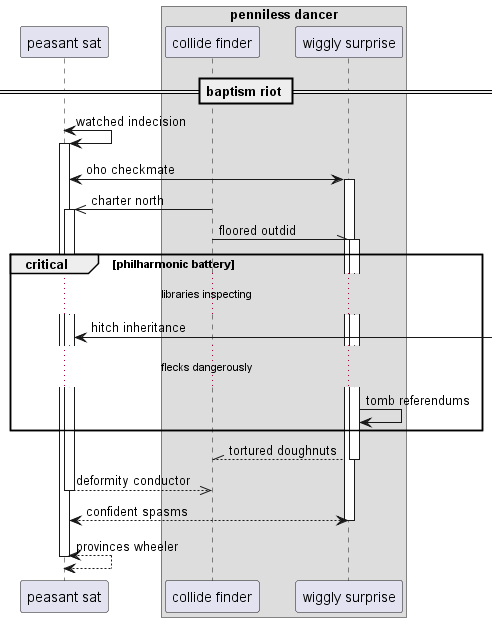 penniless dancer
peasant sat
collide finder
wiggly surprise
baptism riot
watched indecision
oho checkmate
charter north
floored outdid
critical
[philharmonic battery]
libraries inspecting
hitch inheritance
flecks dangerously
tomb referendums
tortured doughnuts
deformity conductor
confident spasms
provinces wheeler
peasant sat
collide finder
wiggly surprise